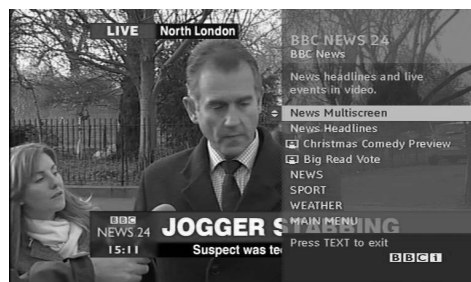 LIVE North London
BBC NEWS 24
BBC News
News headlines and live
events in video.
News Multiscreen
News Headlines
Christmas Comedy Preview
Big Read Vote
NEWS
SPORT
WEATHER
MAIN MENU
Press TEXT to exit
BBCi
BBC
NEWS 24
15:11
JOGGER STABBING
Suspect was